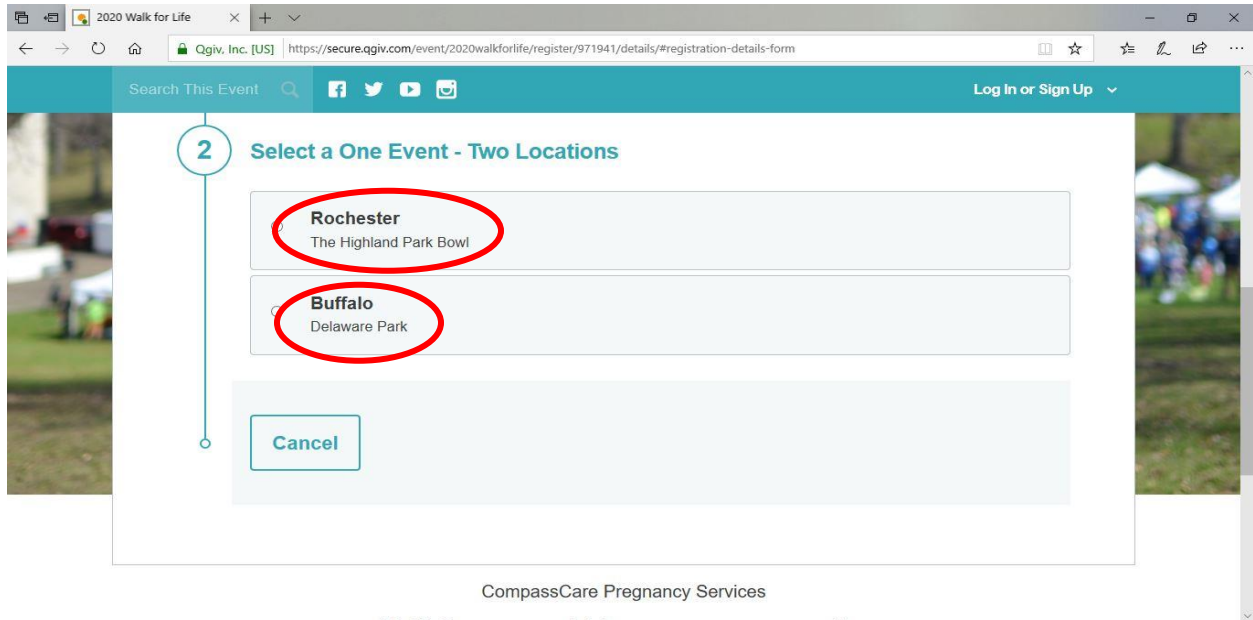 2020 Walk for Life
Qgiv, Inc. [US] https://secure.qgiv.com/event/2020walkforlife/register/971941/details/#registration-details-form
Search This Event
Log In or Sign Up
2 Select a One Event - Two Locations
Rochester
The Highland Park Bowl
Buffalo
Delaware Park
Cancel
CompassCare Pregnancy Services